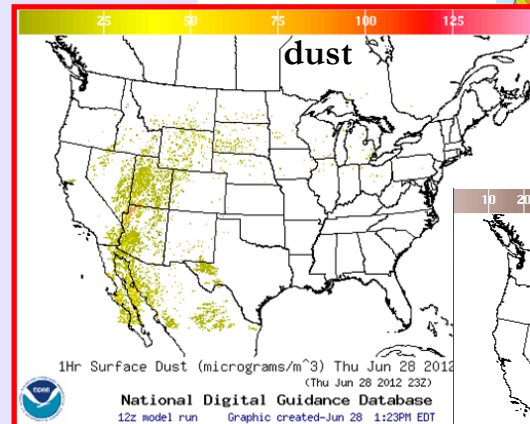 25 50 75 100 125
dust
10 20
1Hr Surface Dust (micrograms/m^3) Thu Jun 28 2012
(Thu Jun 28 2012 23Z)
National Digital Guidance Database
12z model run Graphic created-Jun 28 1:23PM EDT